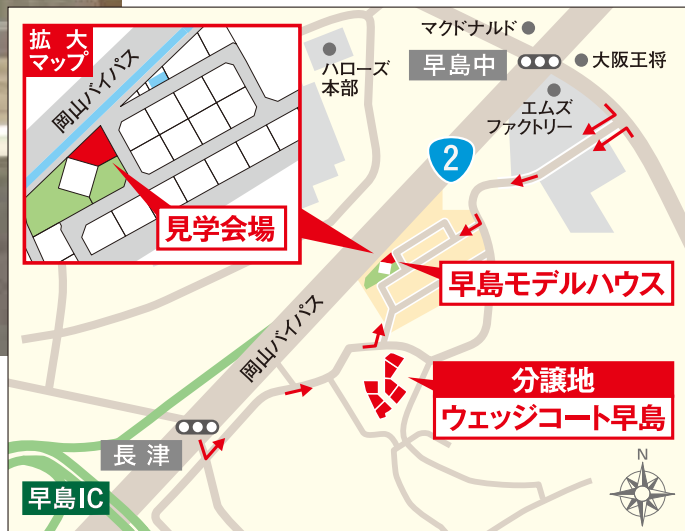 拡大
マップ
岡山バイパス
見学会場
マクドナルド
ハローズ
本部
早島中
大阪王将
エムズ
ファクトリー
2
早島モデルハウス
岡山バイパス
分譲地
ウェッジコート早島
長津
早島IC
N